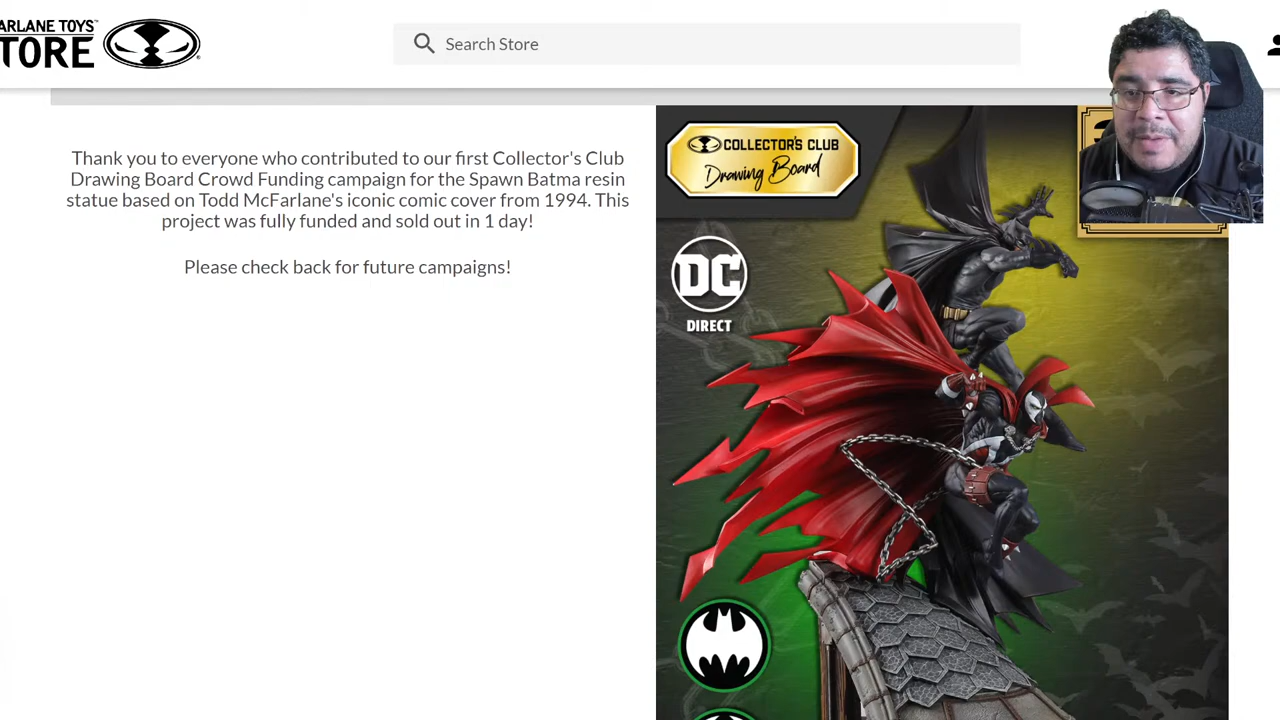 ARLANE TOYS
TORE
Search Store
Thank you to everyone who contributed to our first Collector's Club
Drawing Board Crowd Funding campaign for the Spawn Batma resin
statue based on Todd McFarlane's iconic comic cover from 1994. This
project was fully funded and sold out in 1 day!
Please check back for future campaigns!
COLLECTOR'S CLUB
Drawing Board
DC
DIRECT